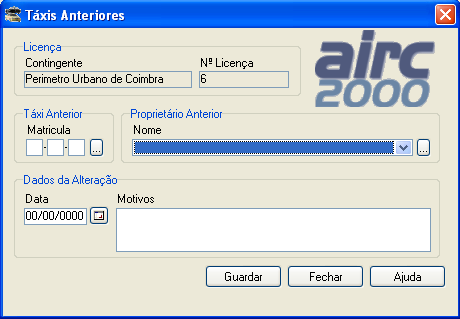 Táxis Anteriores
Licença
Contingente
Nº Licença
Perimetro Urbano de Coimbra
6
airc
2000
Táxi Anterior
Matricula
- -
...
Proprietário Anterior
Nome
...
Dados da Alteração
Data
Motivos
00/00/0000
Guardar
Fechar
Ajuda